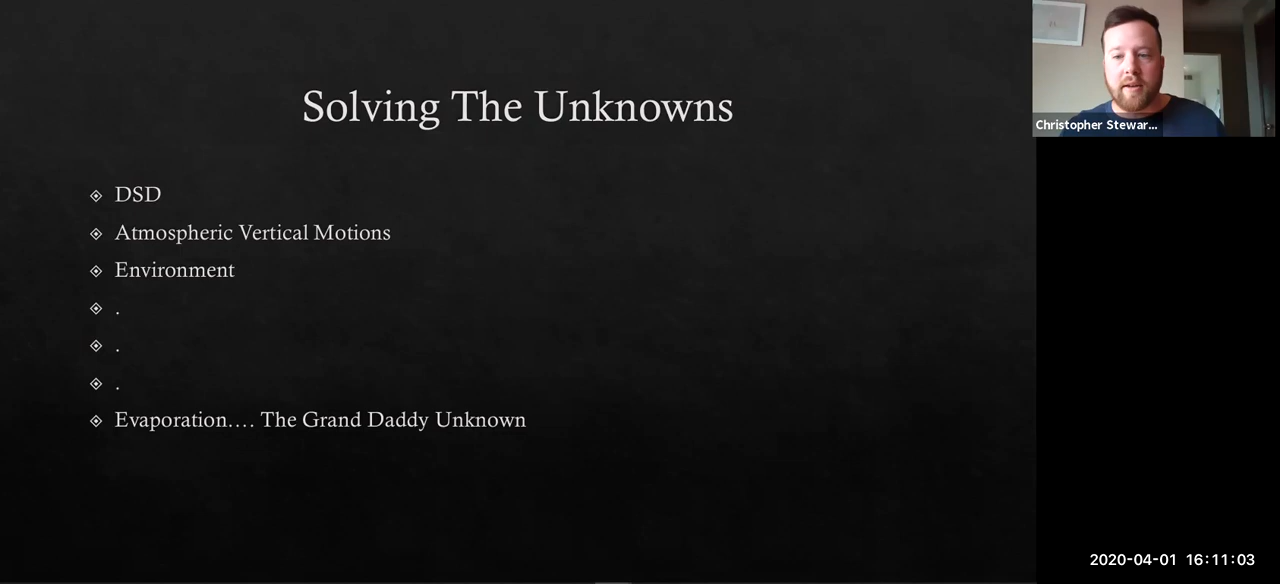 Solving The Unknowns
DSD
Atmospheric Vertical Motions
Environment
.
.
.
Evaporation.... The Grand Daddy Unknown
Christopher Stewar...
2020-04-01 16:11:03